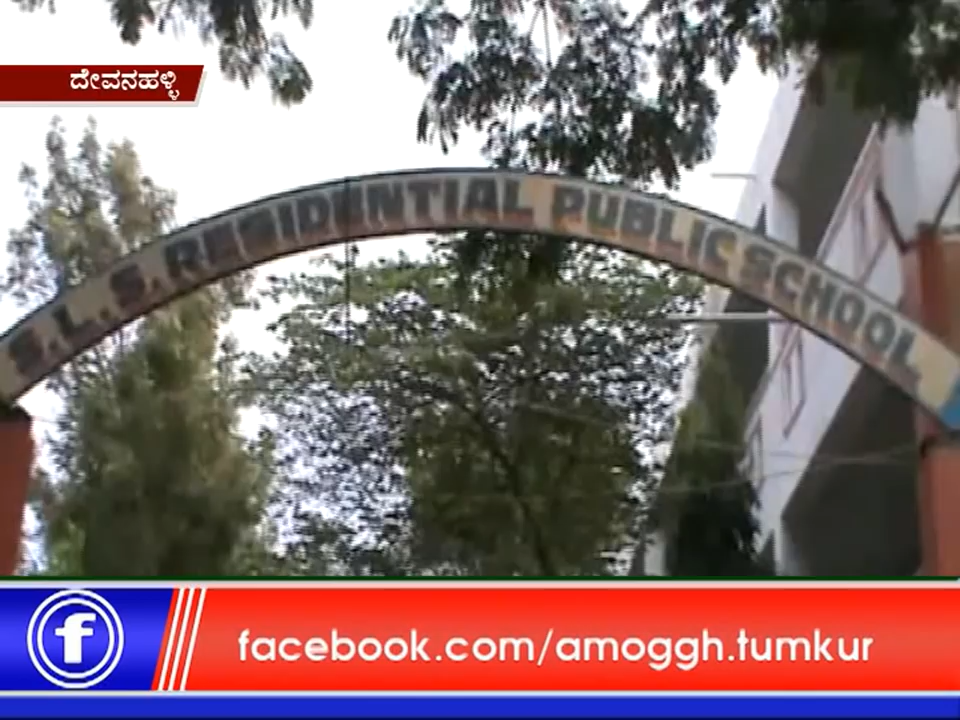 ದೇವನಹಳ್ಳಿ
S.L.S. RESIDENTIAL PUBLIC SCHOOL
facebook.com/amoggh.tumkur